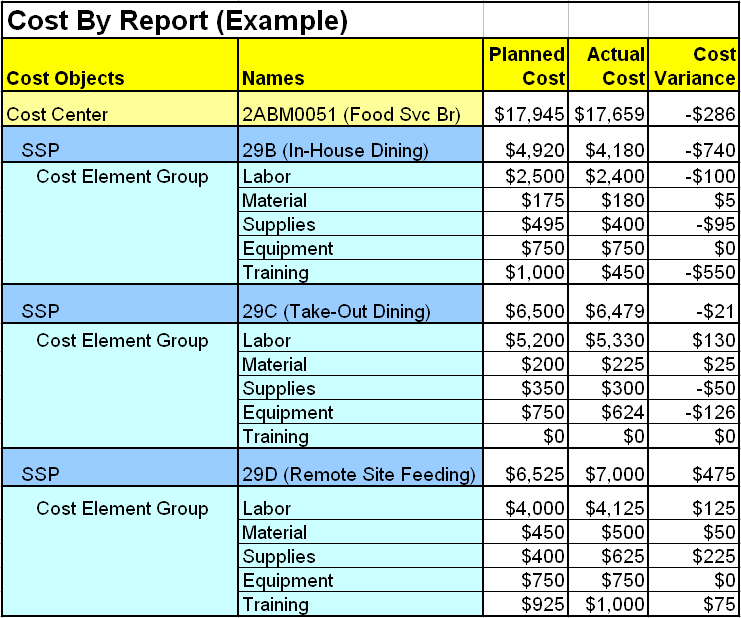 Cost By Report (Example)
Planned Actual Cost
Cost Objects Names Cost Cost Variance
Cost Center 2ABM0051 (Food Svc Br) $17,945 $17,659 -$286
SSP 29B (In-House Dining) $4,920 $4,180 -$740
Cost Element Group Labor $2,500 $2,400 -$100
Material $175 $180 $5
Supplies $495 $400 -$95
Equipment $750 $750 $0
Training $1,000 $450 -$550
SSP 29C (Take-Out Dining) $6,500 $6,479 -$21
Cost Element Group Labor $5,200 $5,330 $130
Material $200 $225 $25
Supplies $350 $300 -$50
Equipment $750 $624 -$126
Training $0 $0 $0
SSP 29D (Remote Site Feeding) $6,525 $7,000 $475
Cost Element Group Labor $4,000 $4,125 $125
Material $450 $500 $50
Supplies $400 $625 $225
Equipment $750 $750 $0
Training $925 $1,000 $75